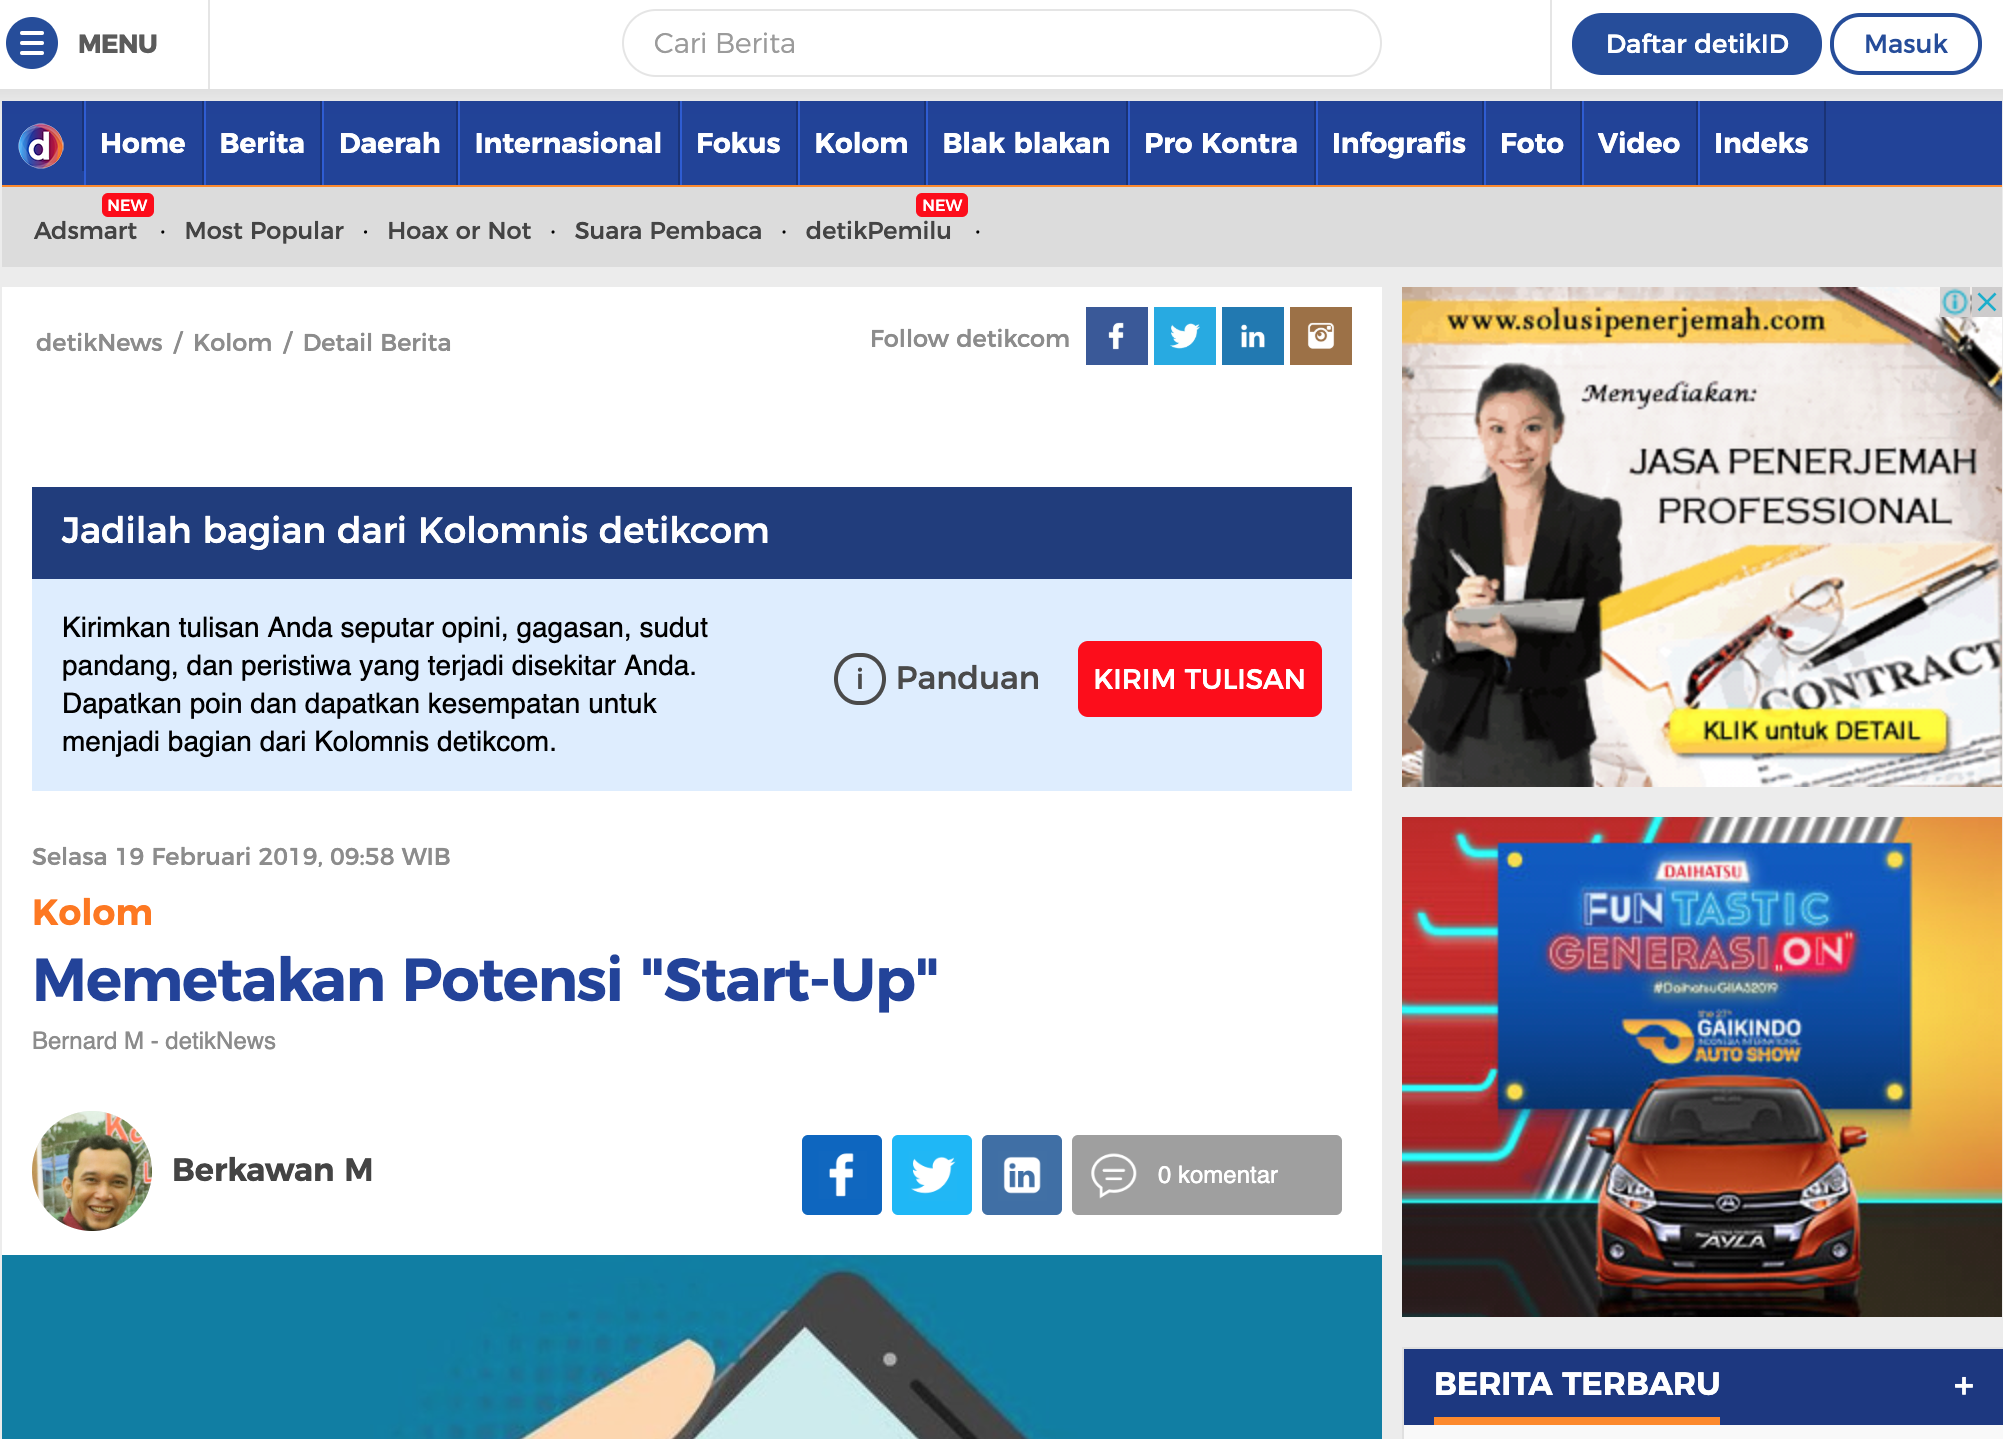 MENU
Cari Berita
Daftar detikID
Masuk
d
Home
Berita
Daerah
Internasional
Fokus
Kolom
Blak blakan
Pro Kontra
Infografis
Foto
Video
Indeks
NEW
NEW
Adsmart · Most Popular · Hoax or Not · Suara Pembaca · detikPemilu ·
detikNews / Kolom / Detail Berita
Follow detikcom
Jadilah bagian dari Kolomnis detikcom
Kirimkan tulisan Anda seputar opini, gagasan, sudut
pandang, dan peristiwa yang terjadi disekitar Anda.
Dapatkan poin dan dapatkan kesempatan untuk
menjadi bagian dari Kolomnis detikcom.
Panduan
KIRIM TULISAN
Selasa 19 Februari 2019, 09:58 WIB
Kolom
Memetakan Potensi "Start-Up"
Bernard M - detikNews
Berkawan M
0 komentar
www.solusipenerjemah.com
Menyediakan:
JASA PENERJEMAH
PROFESSIONAL
CONTRACT
KLIK untuk DETAIL
DAIHATSU
FUNTASTIC
GENERASI "ON"
#DaihatsuGIIAS2019
the 27th
GAIKINDO
INDONESIA INTERNATIONAL
AUTO SHOW
AYLA
BERITA TERBARU
+